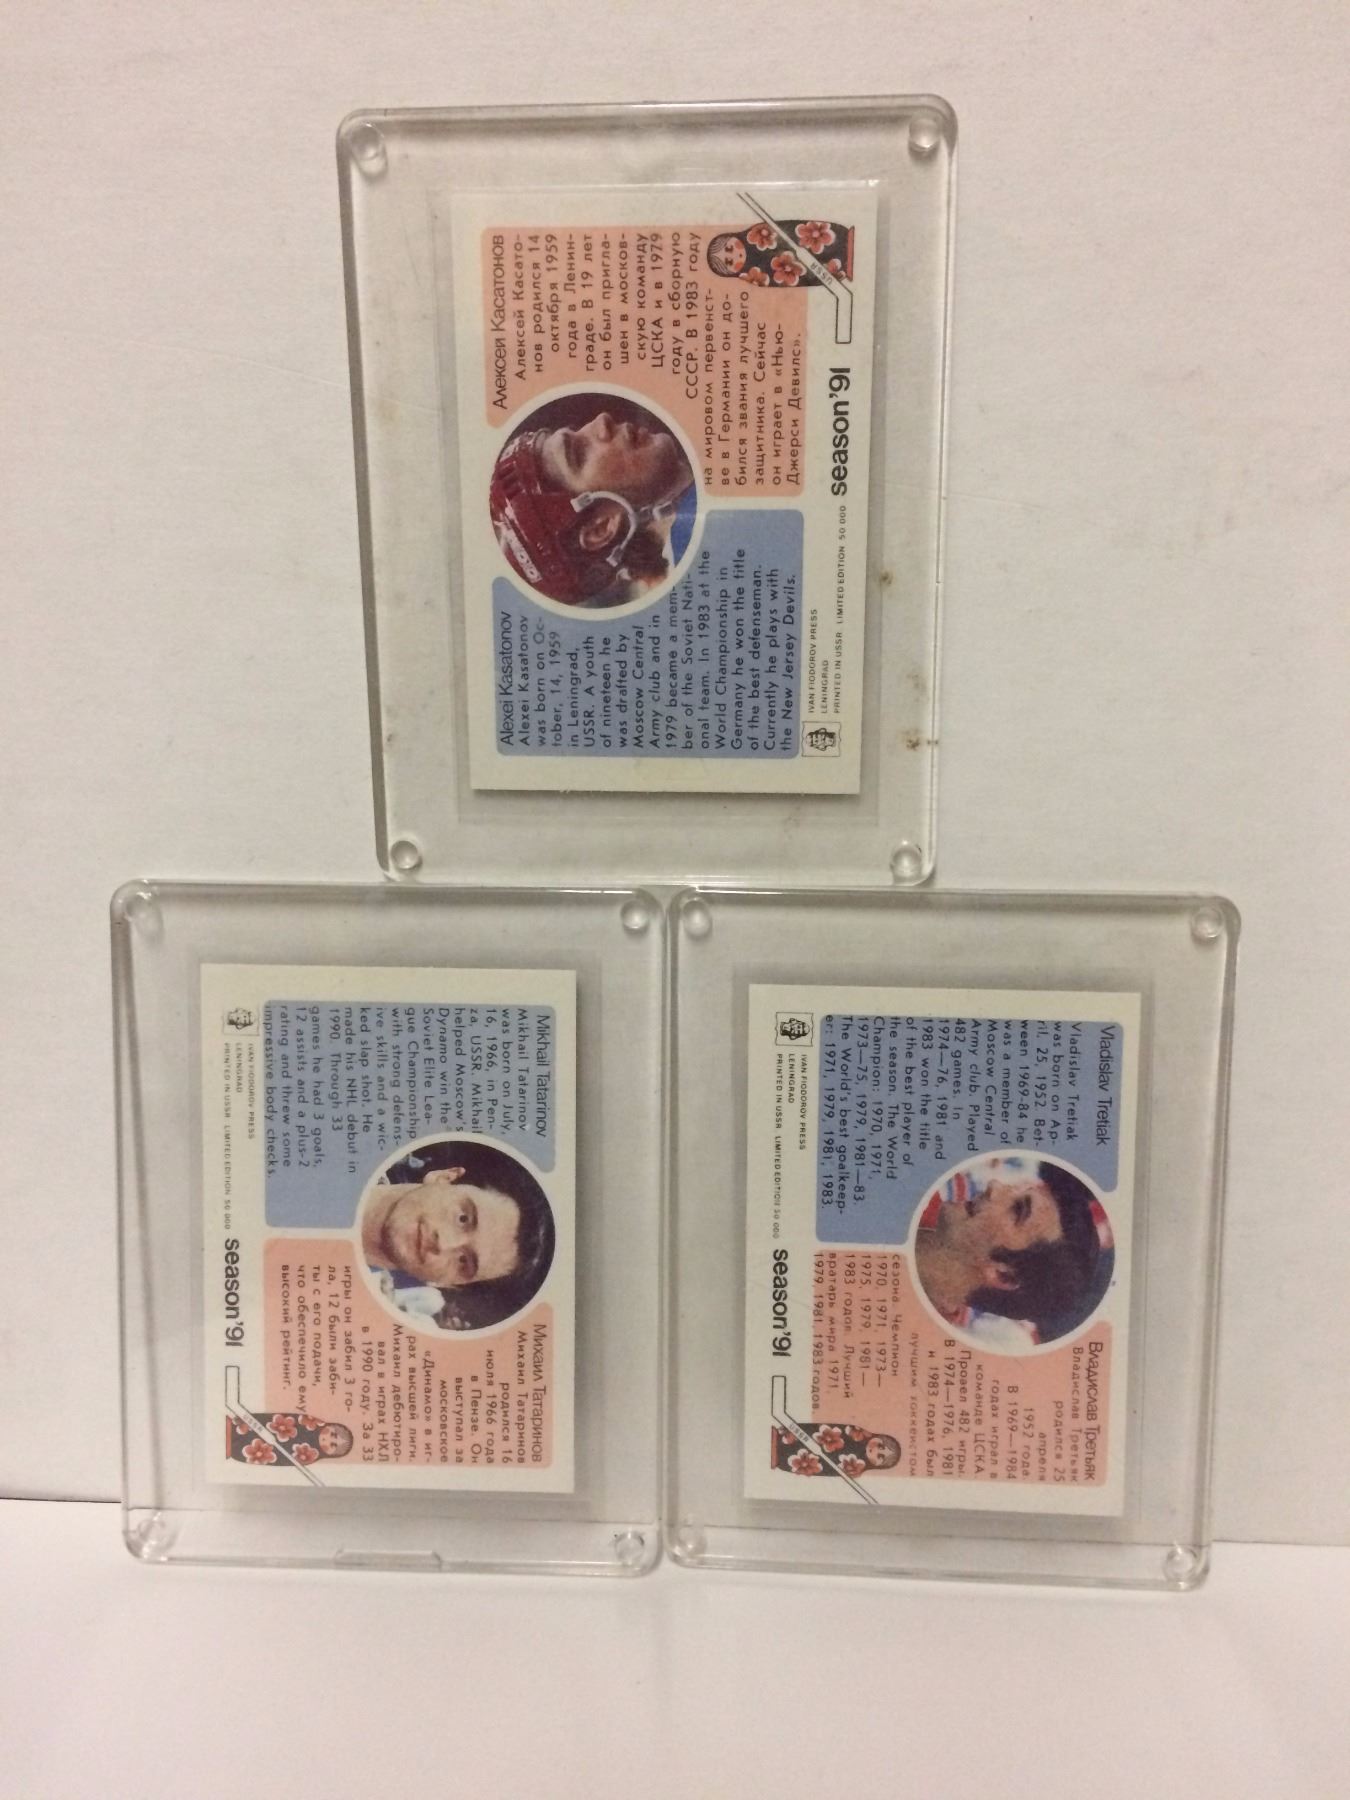 Alexei Kasatonov
Alexei Kasatonov
was born on Oc-
tober, 14, 1959
in Leningrad,
USSR. A youth
of nineteen he
was drafted by
Moscow Central
Army club and in
1979 became a mem-
ber of the Soviet Nati-
onal team. In 1983 at the
World Championship in
Germany he won the title
of the best defenseman.
Currently he plays with
the New Jersey Devils.
Алексей Касатонов
Алексей Касато-
нов родился 14
октября 1959
года в Ленин-
граде. В 19 лет
он был пригла-
шен в москов-
скую команду
ЦСКА и в 1979
году в сборную
СССР. В 1983 году
на мировом первенст-
ве в Германии он до-
бился звания лучшего
защитника. Сейчас
он играет в «Нью-
Джерси Девилс».
IVAN FIODOROV PRESS
LENINGRAD
PRINTED IN USSR LIMITED EDITION 50 000
season'91
USSR
Mikhail Tatarinov
Mikhail Tatarinov
was born on July,
16, 1966, in Pen-
za, USSR. Mikhail
helped Moscow's
Dynamo win the
Soviet Elite Lea-
gue Championship
with strong defens-
ive skills and a wic-
ked slap shot. He
made his NHL debut in
1990. Through 33
games he had 3 goals,
12 assists and a plus-2
rating and threw some
impressive body checks.
Михаил Татаринов
Михаил Татаринов
родился 16
июля 1966 года
в Пензе. Он
выступал за
московское
«Динамо» в иг-
рах высшей лиги.
Михаил дебютиро-
вал в играх НХЛ
в 1990 году. За 33
игры он забил 3 го-
ла, 12 были заби-
ты с его подачи,
что обеспечило ему
высокий рейтинг.
IVAN FIODOROV PRESS
LENINGRAD
PRINTED IN USSR LIMITED EDITION 50 000
season'91
USSR
Vladislav Tretiak
Vladislav Tretiak
was born on Ap-
ril, 25, 1952. Bet-
ween 1969-84 he
was a member of
Moscow Central
Army club. Played
482 games. In
1974—76, 1981 and
1983 won the title
of the best player of
the season. The World
Champion: 1970, 1971,
1973—75, 1979, 1981—83.
The World's best goalkeep-
er: 1971, 1979, 1981, 1983.
Владислав Третьяк
Владислав Третьяк
родился 25
апреля
1952 года.
В 1969—1984
годах играл в
команде ЦСКА.
Провел 482 игры.
В 1974—1976, 1981
и 1983 годах был
лучшим хоккеистом
сезона. Чемпион
1970, 1971, 1973—
1975, 1979, 1981—
1983 годов. Лучший
вратарь мира 1971,
1979, 1981, 1983 годов.
IVAN FIODOROV PRESS
LENINGRAD
PRINTED IN USSR LIMITED EDITION 50 000
season'91
USSR